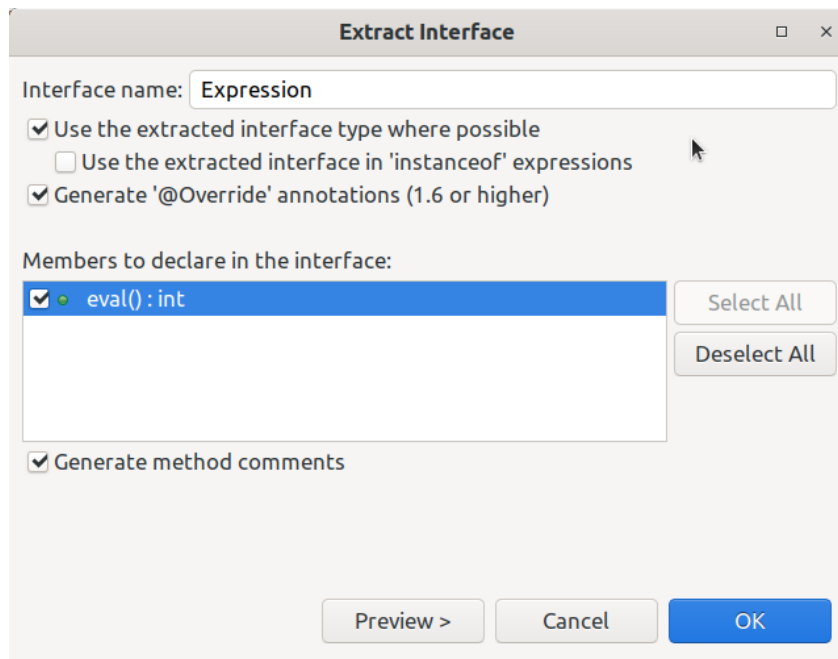 Extract Interface
Interface name: Expression
Use the extracted interface type where possible
Use the extracted interface in 'instanceof' expressions
Generate '@Override' annotations (1.6 or higher)
Members to declare in the interface:
eval() : int
Select All
Deselect All
Generate method comments
Preview > Cancel OK